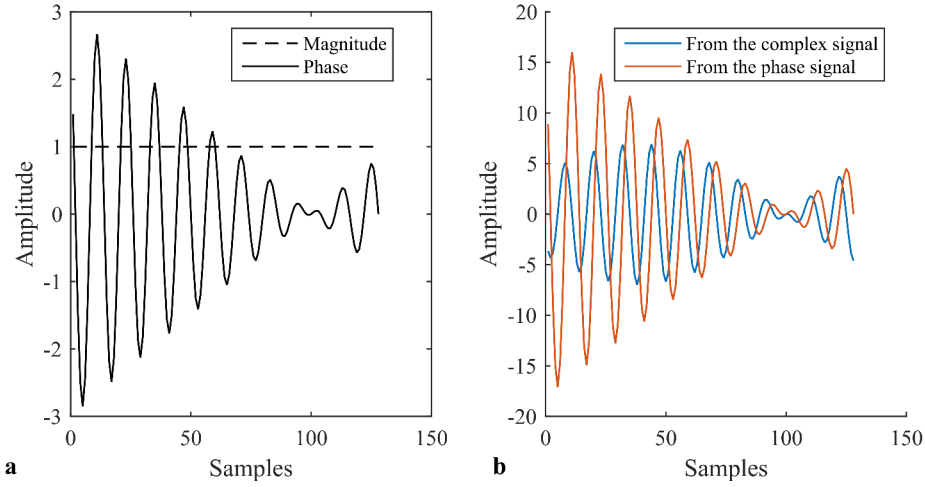 3
2
1
0
-1
-2
-3
0
50
100
150
Amplitude
Samples
Magnitude
Phase
a
20
15
10
5
0
-5
-10
-15
-20
0
50
100
150
Amplitude
Samples
From the complex signal
From the phase signal
b